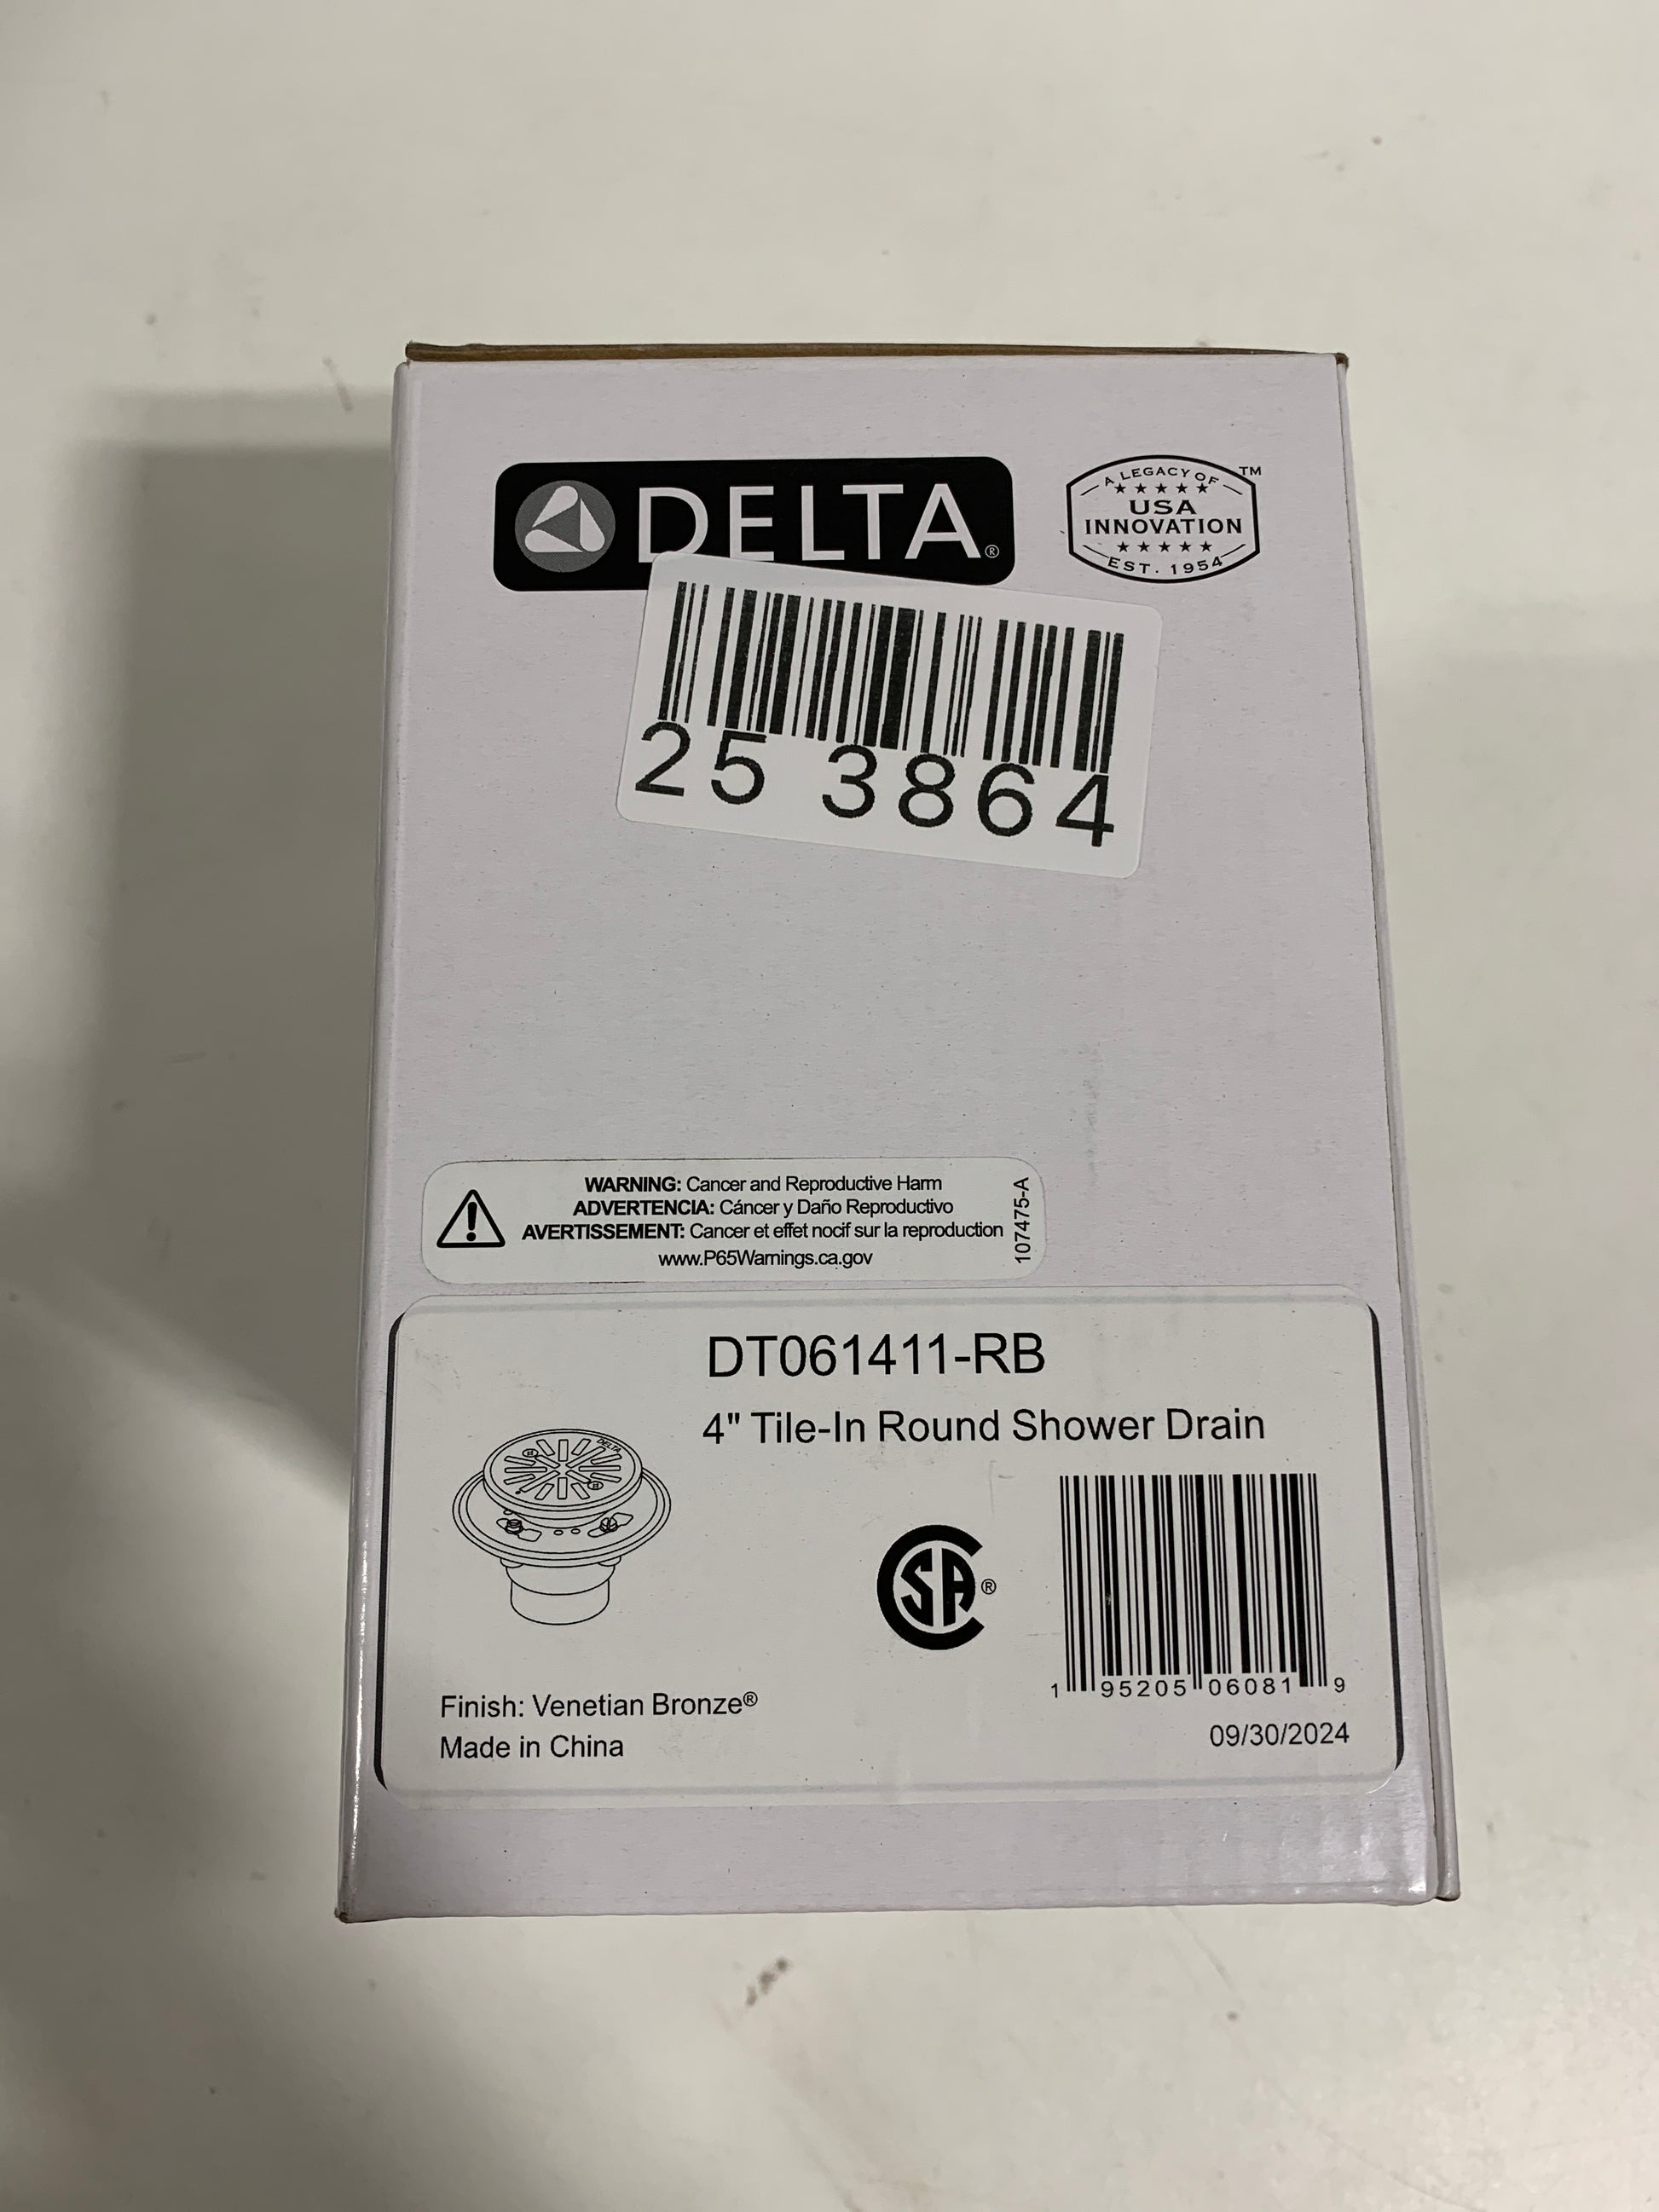 DELTA®
A LEGACY OF ™
USA
INNOVATION
EST. 1954
25 3864
WARNING: Cancer and Reproductive Harm
ADVERTENCIA: Cáncer y Daño Reproductivo
AVERTISSEMENT: Cancer et effet nocif sur la reproduction
www.P65Warnings.ca.gov
107475-A
DT061411-RB
4" Tile-In Round Shower Drain
DELTA
CSA®
1 95205 06081 9
Finish: Venetian Bronze®
09/30/2024
Made in China